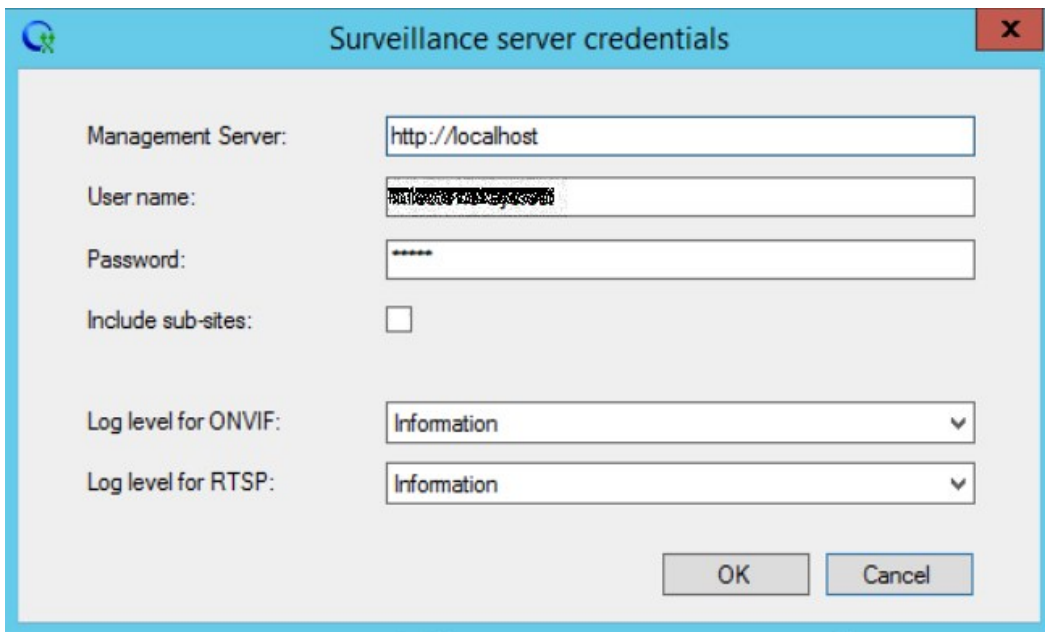 Surveillance server credentials
x
Management Server: http://localhost
User name:
Password: *****
Include sub-sites:
Log level for ONVIF: Information
Log level for RTSP: Information
OK Cancel